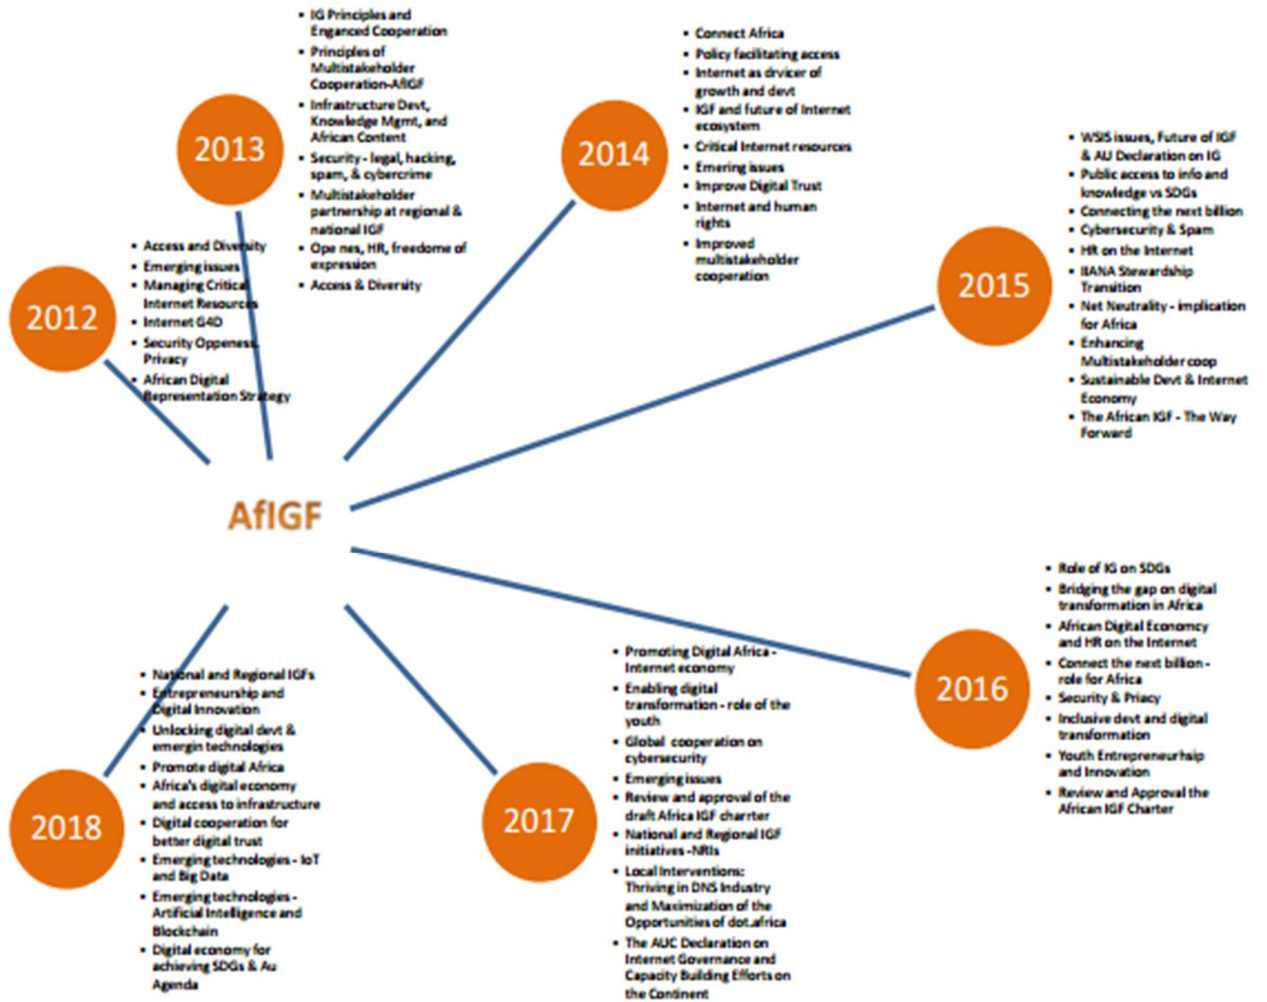 2012
• Access and Diversity
• Emerging issues
• Managing Critical
Internet Resources
• Internet G4D
• Security Oppeness,
Privacy
• African Digital
Representation Strategy
2013
• IG Principles and
Enganced Cooperation
• Principles of
Multistakeholder
Cooperation-AfIGF
• Infrastructure Devt,
Knowledge Mgmt, and
African Content
• Security - legal, hacking,
spam, & cybercrime
• Multistakeholder
partnership at regional &
national IGF
• Ope nes, HR, freedome of
expression
• Access & Diversity
2014
• Connect Africa
• Policy facilitating access
• Internet as drvicer of
growth and devt
• IGF and future of Internet
ecosystem
• Critical Internet resources
• Emering issues
• Improve Digital Trust
• Internet and human
rights
• Improved
multistakeholder
cooperation
2015
• WSIS issues, Future of IGF
& AU Declaration on IG
• Public access to info and
knowledge vs SDGs
• Connecting the next billion
• Cybersecurity & Spam
• HR on the Internet
• IIANA Stewardship
Transition
• Net Neutrality - implication
for Africa
• Enhancing
Multistakeholder coop
• Sustainable Devt & Internet
Economy
• The African IGF - The Way
Forward
AfIGF
2016
• Role of IG on SDGs
• Bridging the gap on digital
transformation in Africa
• African Digital Economcy
and HR on the Internet
• Connect the next billion -
role for Africa
• Security & Priacy
• Inclusive devt and digital
transformation
• Youth Entrepreneurhsip
and Innovation
• Review and Approval the
African IGF Charter
2017
• Promoting Digital Africa -
Internet economy
• Enabling digital
transformation - role of the
youth
• Global cooperation on
cybersecurity
• Emerging issues
• Review and approval of the
draft Africa IGF charrter
• National and Regional IGF
initiatives -NRIs
• Local Interventions:
Thriving in DNS Industry
and Maximization of the
Opportunities of dot.africa
• The AUC Declaration on
Internet Governance and
Capacity Building Efforts on
the Continent
2018
• National and Regional IGFs
• Entrepreneurship and
Digital Innovation
• Unlocking digital devt &
emergin technologies
• Promote digital Africa
• Africa's digital economy
and access to infrastructure
• Digital cooperation for
better digital trust
• Emerging technologies - IoT
and Big Data
• Emerging technologies -
Artificial Intelligence and
Blockchain
• Digital economy for
achieving SDGs & Au
Agenda